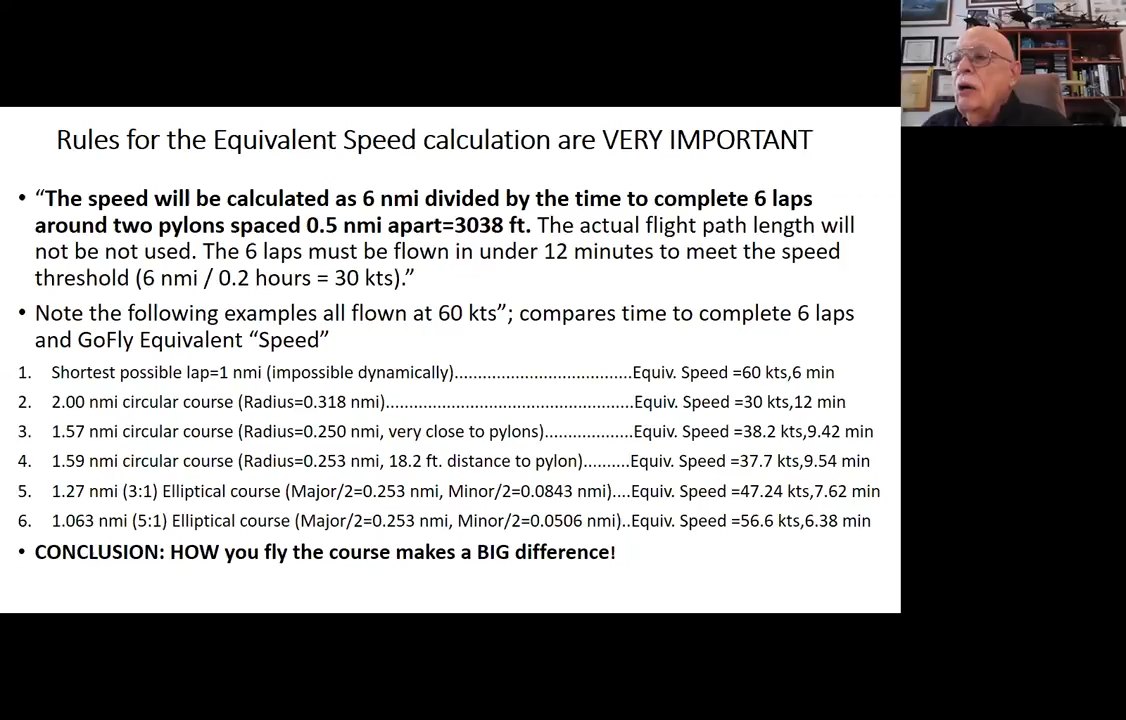 Rules for the Equivalent Speed calculation are VERY IMPORTANT
• “The speed will be calculated as 6 nmi divided by the time to complete 6 laps
around two pylons spaced 0.5 nmi apart=3038 ft. The actual flight path length will
not be not used. The 6 laps must be flown in under 12 minutes to meet the speed
threshold (6 nmi / 0.2 hours = 30 kts).”
• Note the following examples all flown at 60 kts”; compares time to complete 6 laps
and GoFly Equivalent “Speed”
1. Shortest possible lap=1 nmi (impossible dynamically)......................................Equiv. Speed =60 kts,6 min
2. 2.00 nmi circular course (Radius=0.318 nmi).....................................................Equiv. Speed =30 kts,12 min
3. 1.57 nmi circular course (Radius=0.250 nmi, very close to pylons)...................Equiv. Speed =38.2 kts,9.42 min
4. 1.59 nmi circular course (Radius=0.253 nmi, 18.2 ft. distance to pylon)..........Equiv. Speed =37.7 kts,9.54 min
5. 1.27 nmi (3:1) Elliptical course (Major/2=0.253 nmi, Minor/2=0.0843 nmi)....Equiv. Speed =47.24 kts,7.62 min
6. 1.063 nmi (5:1) Elliptical course (Major/2=0.253 nmi, Minor/2=0.0506 nmi)..Equiv. Speed =56.6 kts,6.38 min
• CONCLUSION: HOW you fly the course makes a BIG difference!